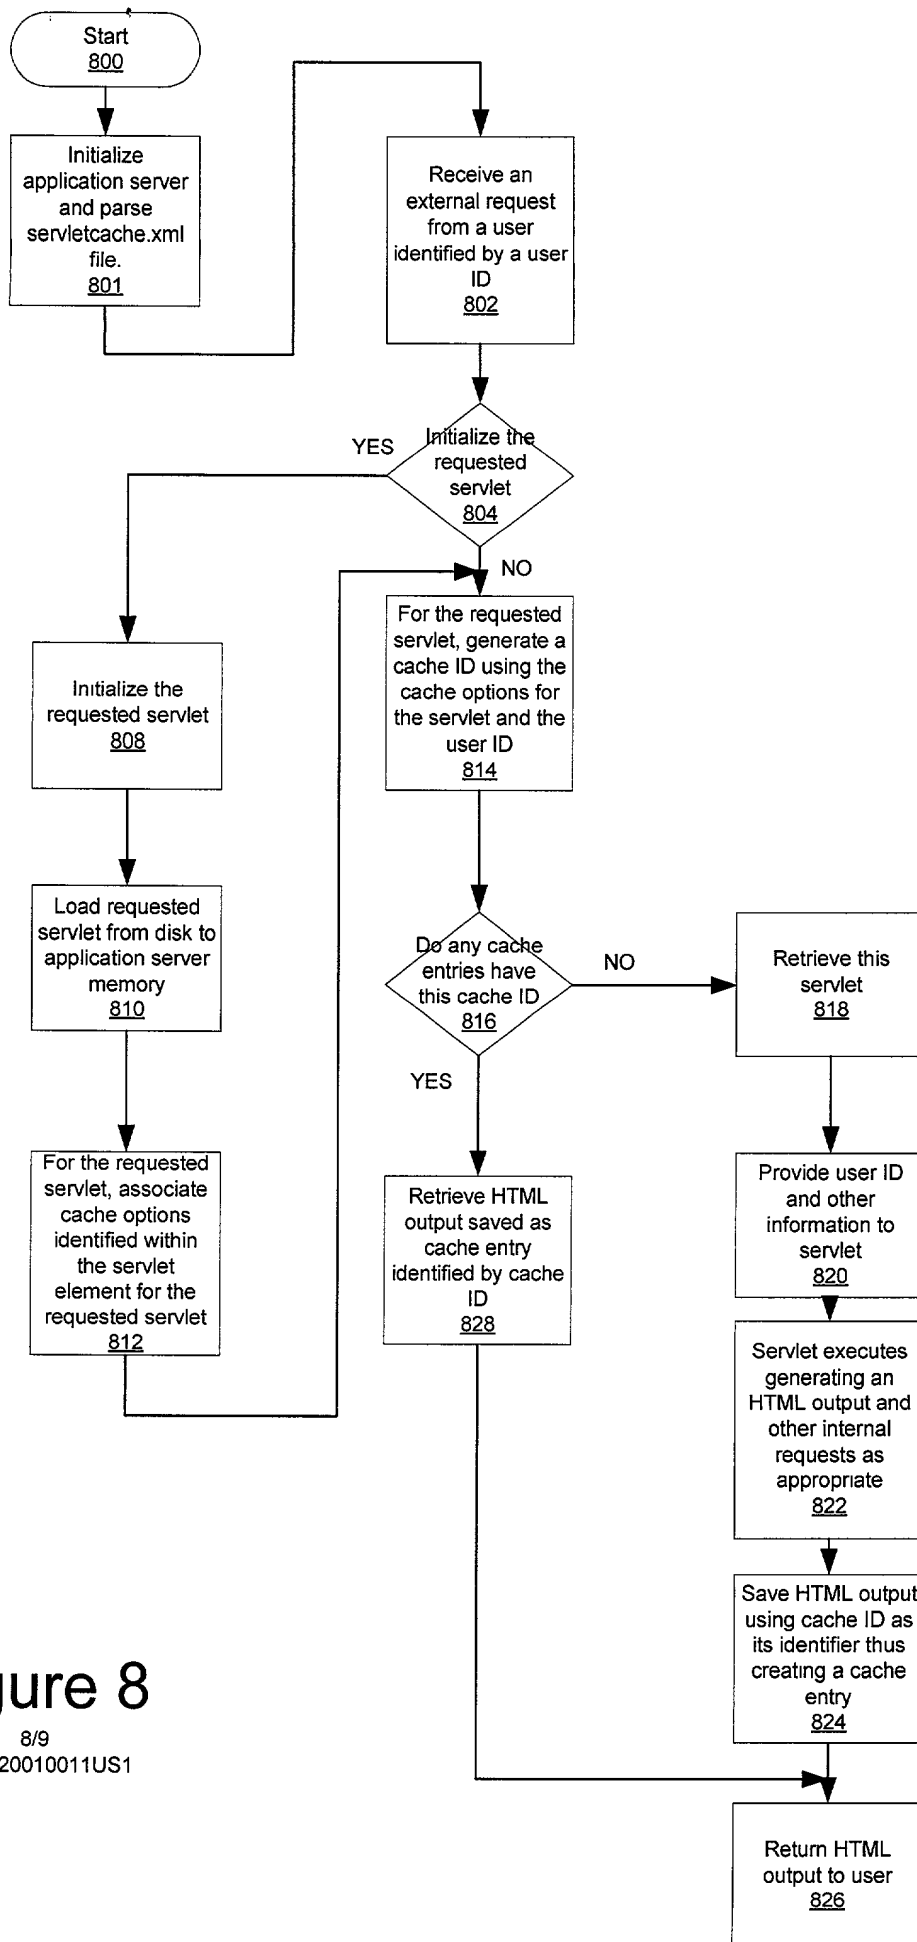 Start
800
Initialize
application server
and parse
servletcache.xml
file.
801
Receive an
external request
from a user
identified by a user
ID
802
YES
Initialize the
requested
servlet
804
NO
For the requested
servlet, generate a
cache ID using the
cache options for
the servlet and the
user ID
814
Initialize the
requested servlet
808
Load requested
servlet from disk to
application server
memory
810
Do any cache
entries have
this cache ID
816
NO
Retrieve this
servlet
818
YES
For the requested
servlet, associate
cache options
identified within
the servlet
element for the
requested servlet
812
Retrieve HTML
output saved as
cache entry
identified by cache
ID
828
Provide user ID
and other
information to
servlet
820
Servlet executes
generating an
HTML output and
other internal
requests as
appropriate
822
Save HTML output
using cache ID as
its identifier thus
creating a cache
entry
824
gure 8
8/9
20010011US1
Return HTML
output to user
826